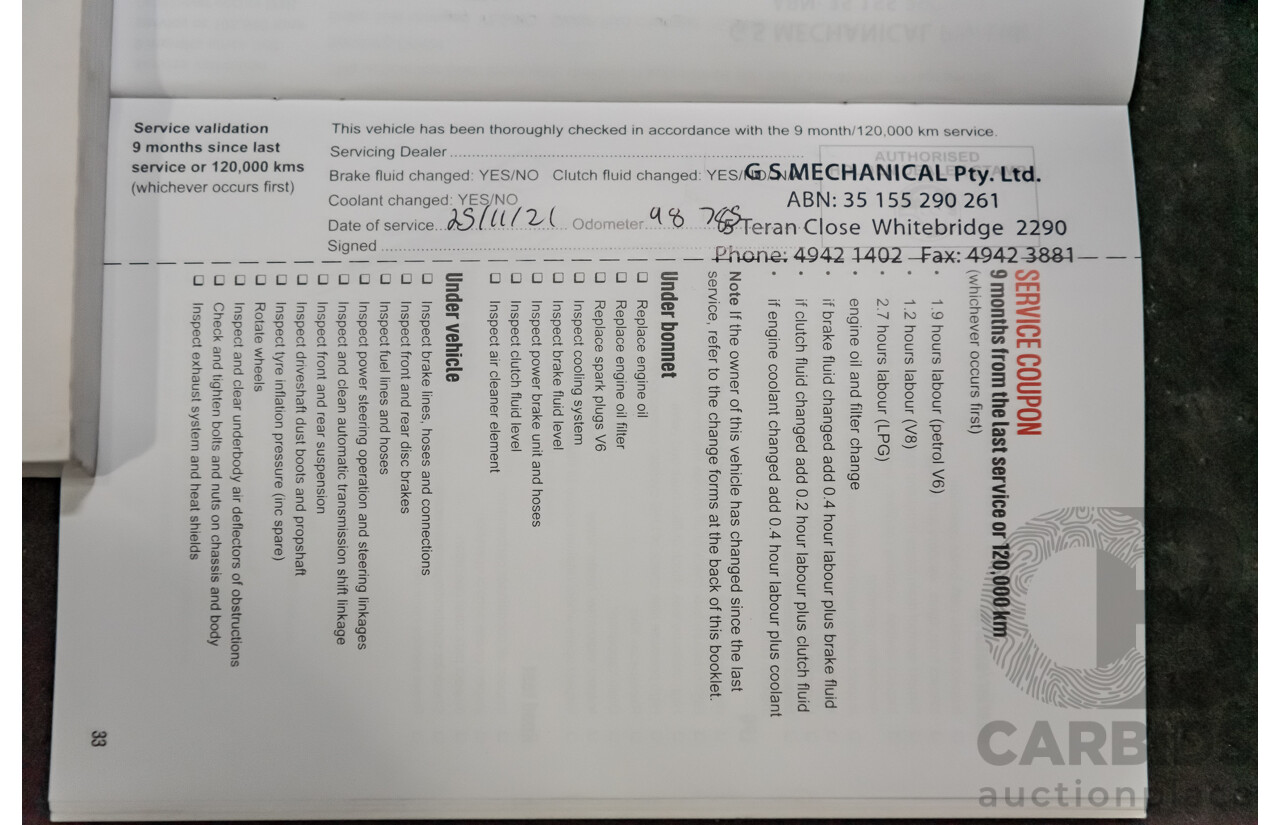 Service validation
9 months since last
service or 120,000 kms
(whichever occurs first)
This vehicle has been thoroughly checked in accordance with the 9 month/120,000 km service.
Servicing Dealer
Brake fluid changed: YES/NO Clutch fluid changed: YES/NO/NA
Coolant changed: YES/NO
Date of service 25/11/21 Odometer 98 785
Signed
AUTHORISED
G.S.MECHANICAL Pty. Ltd.
ABN: 35 155 290 261
5 Teran Close Whitebridge 2290
Phone: 4942 1402 Fax: 4942 3881
SERVICE COUPON
9 months from the last service or 120,000 km
(whichever occurs first)
• 1.9 hours labour (petrol V6)
• 1.2 hours labour (V8)
• 2.7 hours labour (LPG)
• engine oil and filter change
• if brake fluid changed add 0.4 hour labour plus brake fluid
• if clutch fluid changed add 0.2 hour labour plus clutch fluid
• if engine coolant changed add 0.4 hour labour plus coolant
Note If the owner of this vehicle has changed since the last
service, refer to the change forms at the back of this booklet.
Under bonnet
❑ Replace engine oil
❑ Replace engine oil filter
❑ Replace spark plugs V6
❑ Inspect cooling system
❑ Inspect brake fluid level
❑ Inspect power brake unit and hoses
❑ Inspect clutch fluid level
❑ Inspect air cleaner element
Under vehicle
❑ Inspect brake lines, hoses and connections
❑ Inspect front and rear disc brakes
❑ Inspect fuel lines and hoses
❑ Inspect power steering operation and steering linkages
❑ Inspect and clean automatic transmission shift linkage
❑ Inspect front and rear suspension
❑ Inspect driveshaft dust boots and propshaft
❑ Inspect tyre inflation pressure (inc spare)
❑ Rotate wheels
❑ Inspect and clear underbody air deflectors of obstructions
❑ Check and tighten bolts and nuts on chassis and body
❑ Inspect exhaust system and heat shields
33
CARBIDS
auctionplace